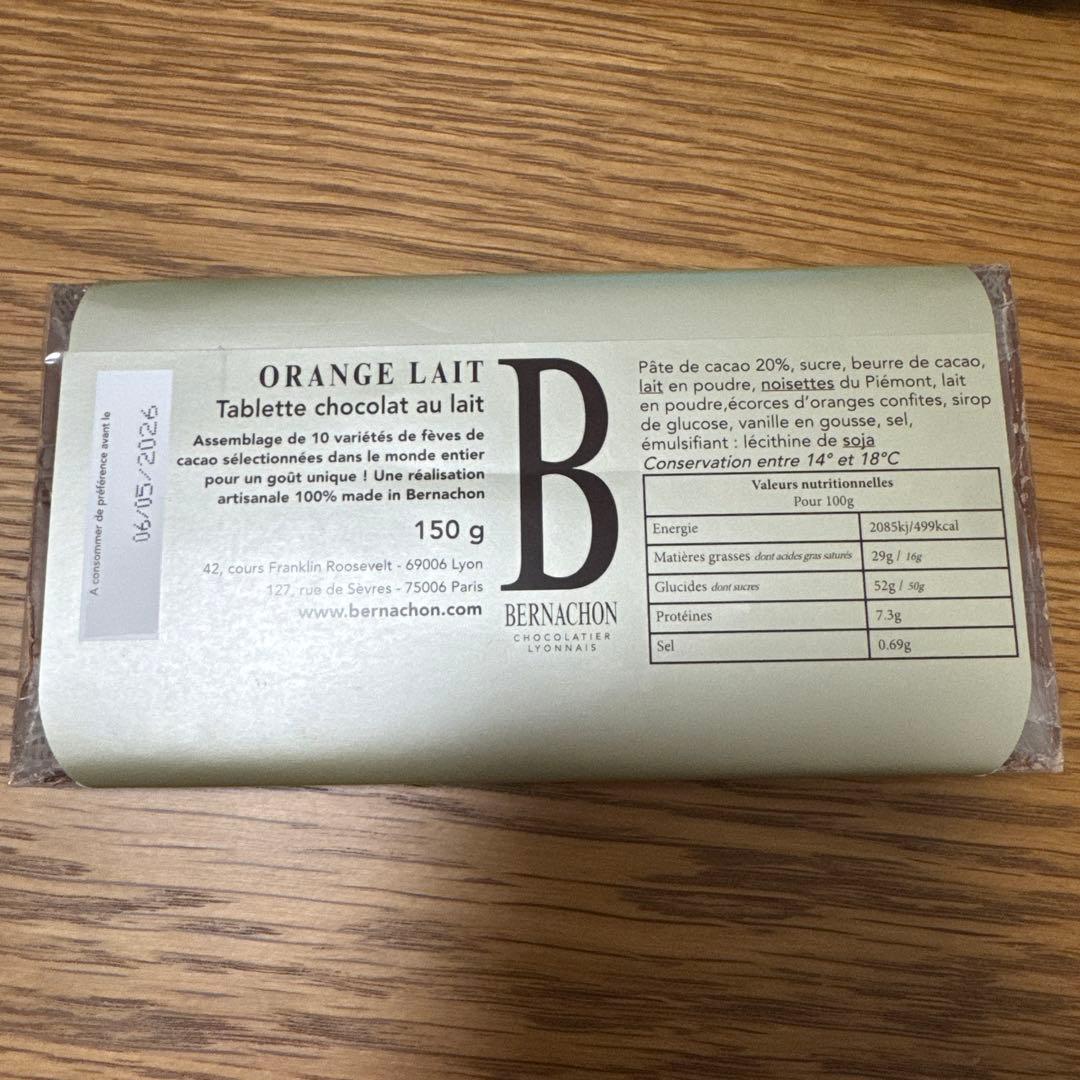 A consommer de préférence avant le
06/05/2026
ORANGE LAIT
Tablette chocolat au lait
Assemblage de 10 variétés de fèves de
cacao sélectionnées dans le monde entier
pour un goût unique ! Une réalisation
artisanale 100% made in Bernachon
150 g
42, cours Franklin Roosevelt - 69006 Lyon
127, rue de Sèvres - 75006 Paris
www.bernachon.com
B
BERNACHON
CHOCOLATIER
LYONNAIS
Pâte de cacao 20%, sucre, beurre de cacao,
lait en poudre, noisettes du Piémont, lait
en poudre,écorces d'oranges confites, sirop
de glucose, vanille en gousse, sel,
émulsifiant : lécithine de soja
Conservation entre 14° et 18°C
Valeurs nutritionnelles
Pour 100g
Energie 2085kj/499kcal
Matières grasses dont acides gras saturés 29g / 16g
Glucides dont sucres 52g / 50g
Protéines 7.3g
Sel 0.69g